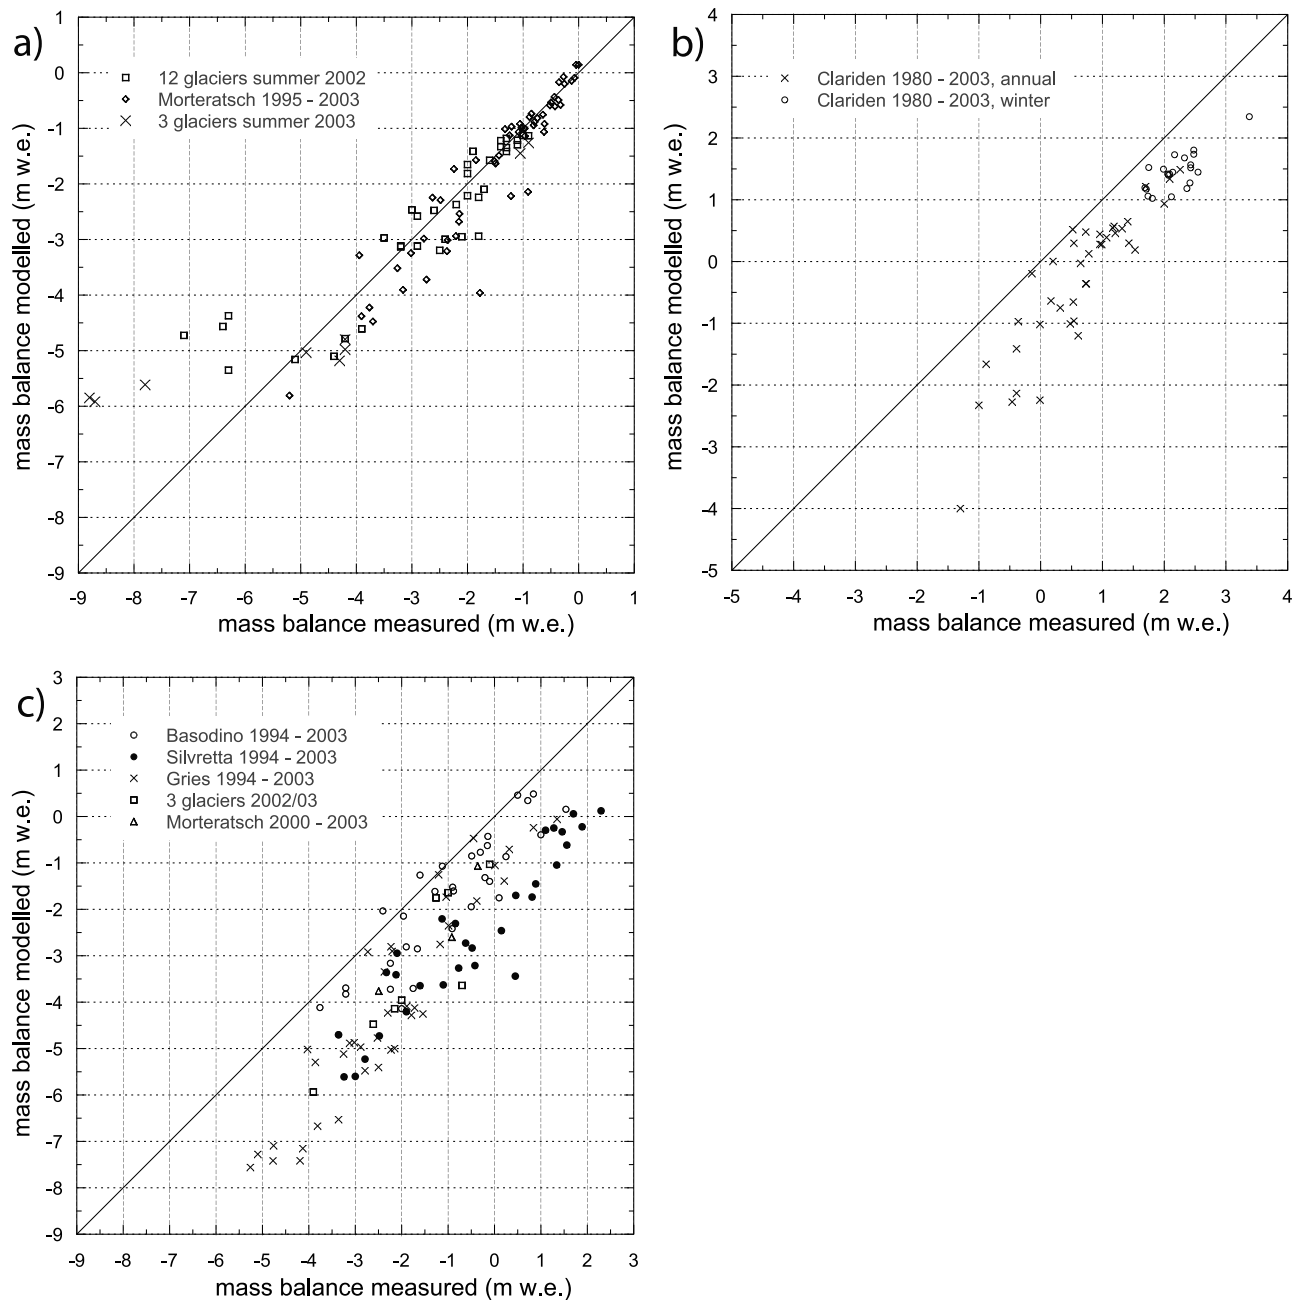 a)
12 glaciers summer 2002
Morteratsch 1995 - 2003
3 glaciers summer 2003
mass balance modelled (m w.e.)
1
0
-1
-2
-3
-4
-5
-6
-7
-8
-9
-9 -8 -7 -6 -5 -4 -3 -2 -1 0 1
mass balance measured (m w.e.)
b)
Clariden 1980 - 2003, annual
Clariden 1980 - 2003, winter
mass balance modelled (m w.e.)
4
3
2
1
0
-1
-2
-3
-4
-5
-5 -4 -3 -2 -1 0 1 2 3 4
mass balance measured (m w.e.)
c)
Basodino 1994 - 2003
Silvretta 1994 - 2003
Gries 1994 - 2003
3 glaciers 2002/03
Morteratsch 2000 - 2003
mass balance modelled (m w.e.)
3
2
1
0
-1
-2
-3
-4
-5
-6
-7
-8
-9
-9 -8 -7 -6 -5 -4 -3 -2 -1 0 1 2 3
mass balance measured (m w.e.)